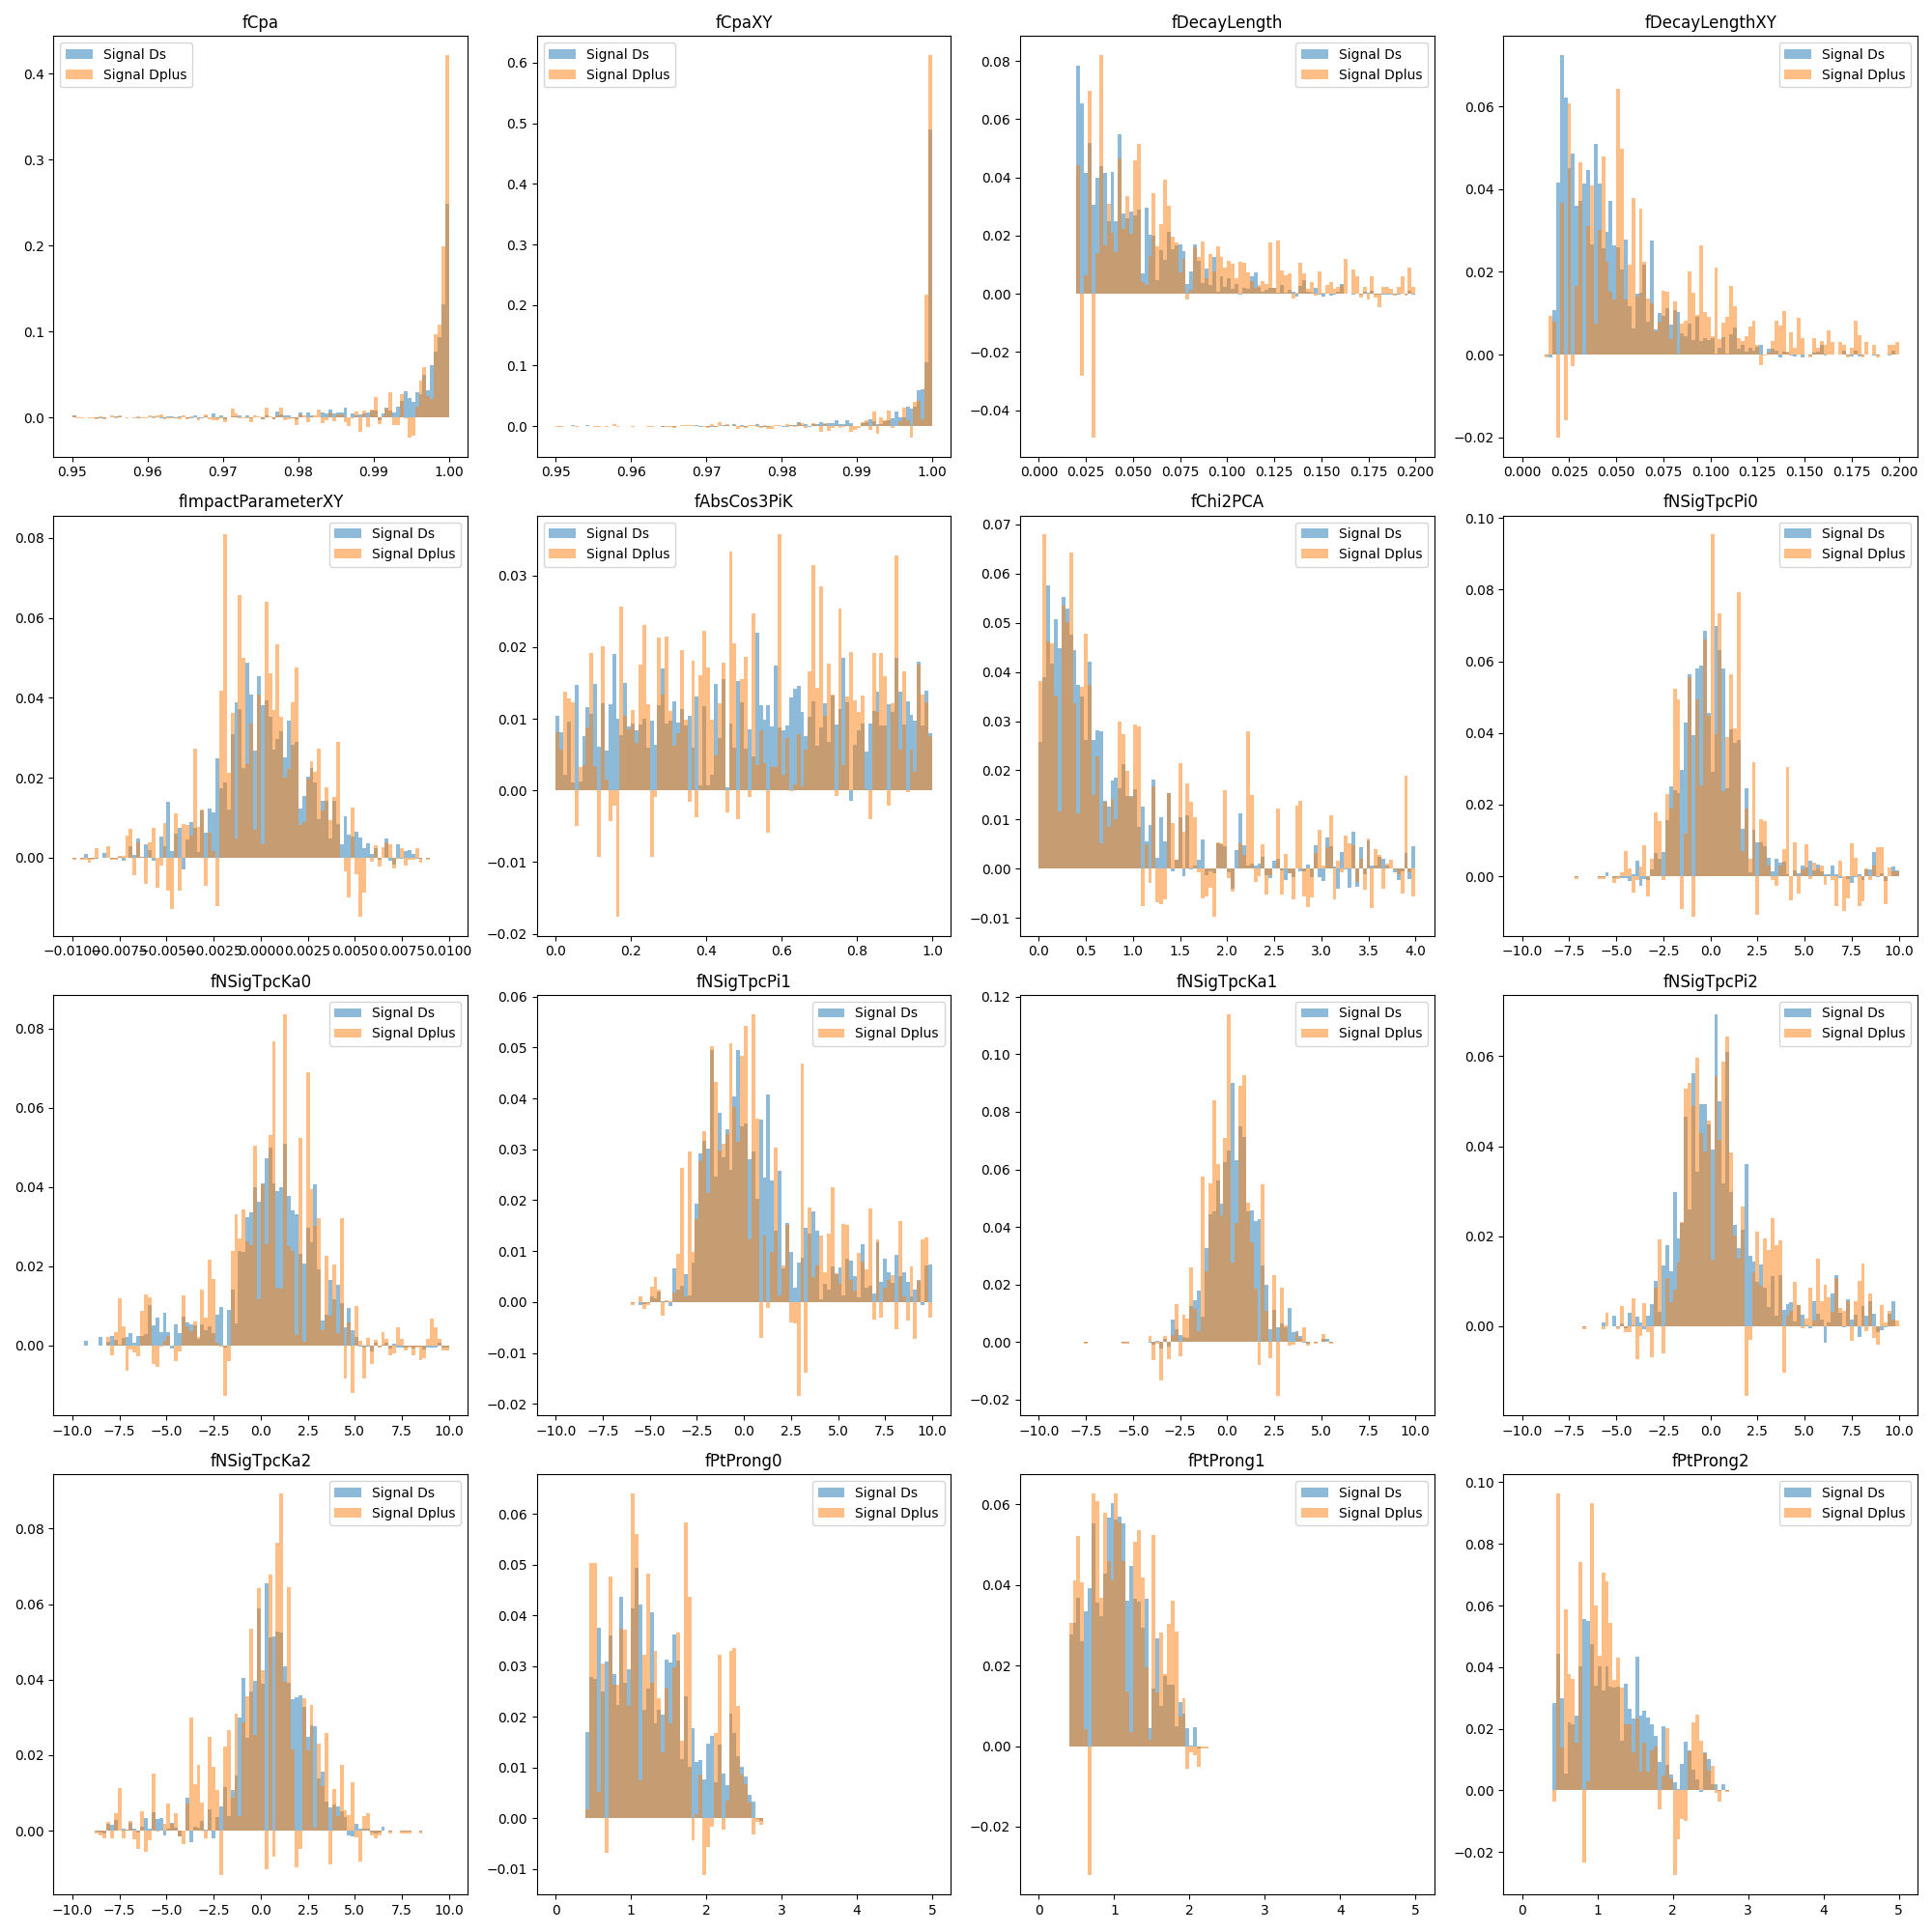 fCpa
Signal Ds
Signal Dplus
0.4
0.3
0.2
0.1
0.0
0.95 0.96 0.97 0.98 0.99 1.00
fCpaXY
Signal Ds
Signal Dplus
0.6
0.5
0.4
0.3
0.2
0.1
0.0
0.95 0.96 0.97 0.98 0.99 1.00
fDecayLength
Signal Ds
Signal Dplus
0.08
0.06
0.04
0.02
0.00
−0.02
−0.04
0.000 0.025 0.050 0.075 0.100 0.125 0.150 0.175 0.200
fDecayLengthXY
Signal Ds
Signal Dplus
0.06
0.04
0.02
0.00
−0.02
0.000 0.025 0.050 0.075 0.100 0.125 0.150 0.175 0.200
fImpactParameterXY
Signal Ds
Signal Dplus
0.08
0.06
0.04
0.02
0.00
−0.0100 −0.0075 −0.0050 −0.0025 0.0000 0.0025 0.0050 0.0075 0.0100
fAbsCos3PiK
Signal Ds
Signal Dplus
0.03
0.02
0.01
0.00
−0.01
−0.02
0.0 0.2 0.4 0.6 0.8 1.0
fChi2PCA
Signal Ds
Signal Dplus
0.07
0.06
0.05
0.04
0.03
0.02
0.01
0.00
−0.01
0.0 0.5 1.0 1.5 2.0 2.5 3.0 3.5 4.0
fNSigTpcPi0
Signal Ds
Signal Dplus
0.10
0.08
0.06
0.04
0.02
0.00
−10.0 −7.5 −5.0 −2.5 0.0 2.5 5.0 7.5 10.0
fNSigTpcKa0
Signal Ds
Signal Dplus
0.08
0.06
0.04
0.02
0.00
−10.0 −7.5 −5.0 −2.5 0.0 2.5 5.0 7.5 10.0
fNSigTpcPi1
Signal Ds
Signal Dplus
0.06
0.05
0.04
0.03
0.02
0.01
0.00
−0.01
−0.02
−10.0 −7.5 −5.0 −2.5 0.0 2.5 5.0 7.5 10.0
fNSigTpcKa1
Signal Ds
Signal Dplus
0.12
0.10
0.08
0.06
0.04
0.02
0.00
−0.02
−10.0 −7.5 −5.0 −2.5 0.0 2.5 5.0 7.5 10.0
fNSigTpcPi2
Signal Ds
Signal Dplus
0.06
0.04
0.02
0.00
−10.0 −7.5 −5.0 −2.5 0.0 2.5 5.0 7.5 10.0
fNSigTpcKa2
Signal Ds
Signal Dplus
0.08
0.06
0.04
0.02
0.00
−10.0 −7.5 −5.0 −2.5 0.0 2.5 5.0 7.5 10.0
fPtProng0
Signal Ds
Signal Dplus
0.06
0.05
0.04
0.03
0.02
0.01
0.00
−0.01
0 1 2 3 4 5
fPtProng1
Signal Ds
Signal Dplus
0.06
0.04
0.02
0.00
−0.02
0 1 2 3 4 5
fPtProng2
Signal Ds
Signal Dplus
0.10
0.08
0.06
0.04
0.02
0.00
−0.02
0 1 2 3 4 5